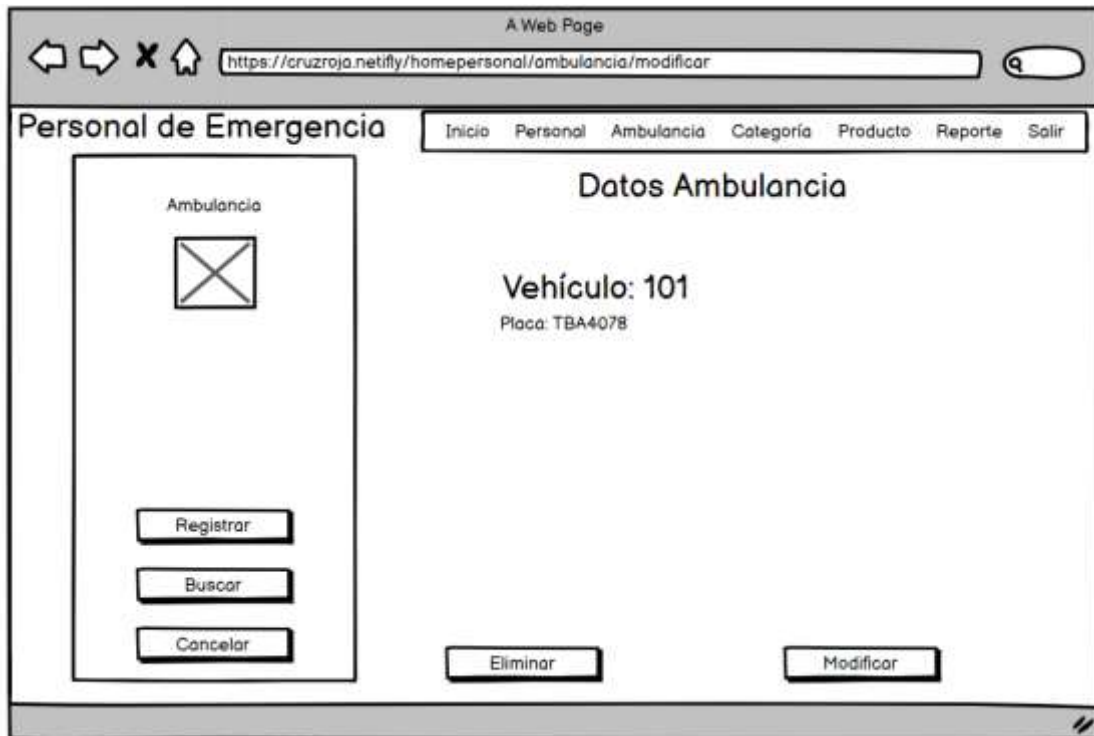 A Web Page
https://cruzroja.netifly/homepersonal/ambulancia/modificar
Personal de Emergencia
Inicio Personal Ambulancia Categoría Producto Reporte Salir
Datos Ambulancia
Ambulancia
Vehículo: 101
Placa: TBA4078
Registrar
Buscar
Cancelar
Eliminar
Modificar